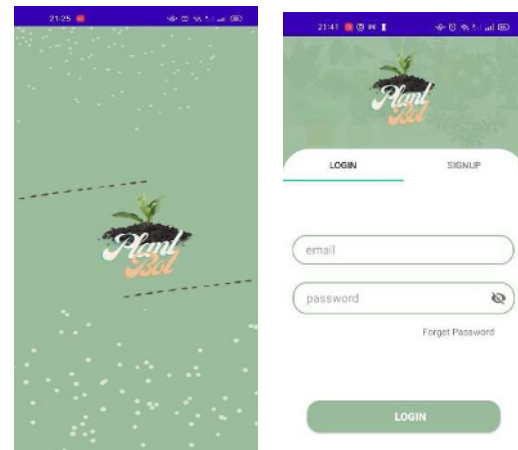 21:25
Plant
Bot
21:41
Plant
Bot
LOGIN
SIGNUP
email
password
Forget Password
LOGIN